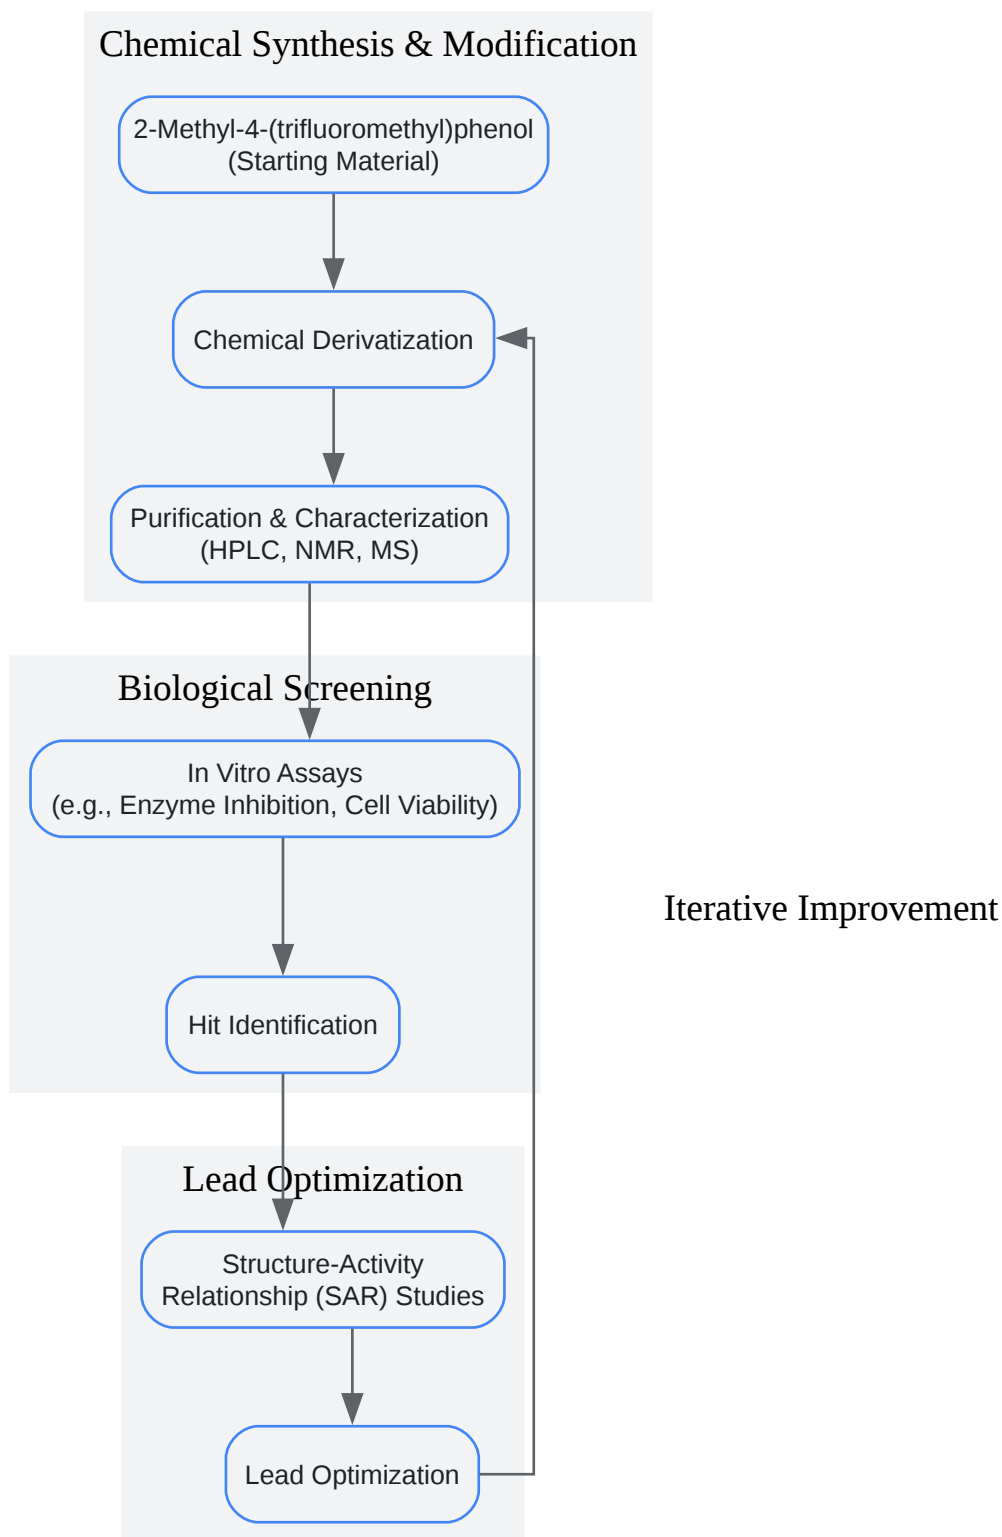 Chemical Synthesis & Modification
2-Methyl-4-(trifluoromethyl)phenol
(Starting Material)
Chemical Derivatization
Purification & Characterization
(HPLC, NMR, MS)
Biological Screening
In Vitro Assays
(e.g., Enzyme Inhibition, Cell Viability)
Iterative Improvement
Hit Identification
Lead Optimization
Structure-Activity
Relationship (SAR) Studies
Lead Optimization